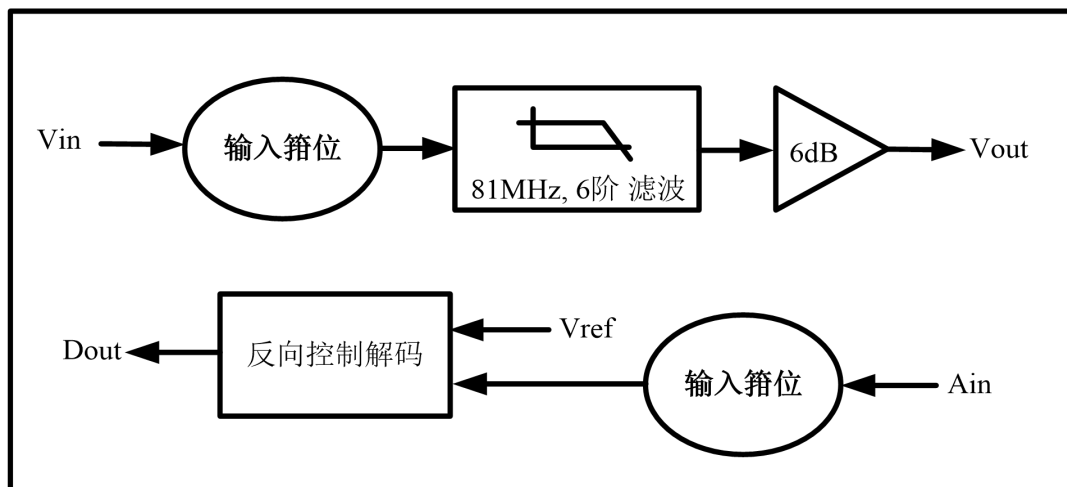 Vin
输入箝位
81MHz, 6阶 滤波
6dB
Vout
Dout
反向控制解码
Vref
输入箝位
Ain